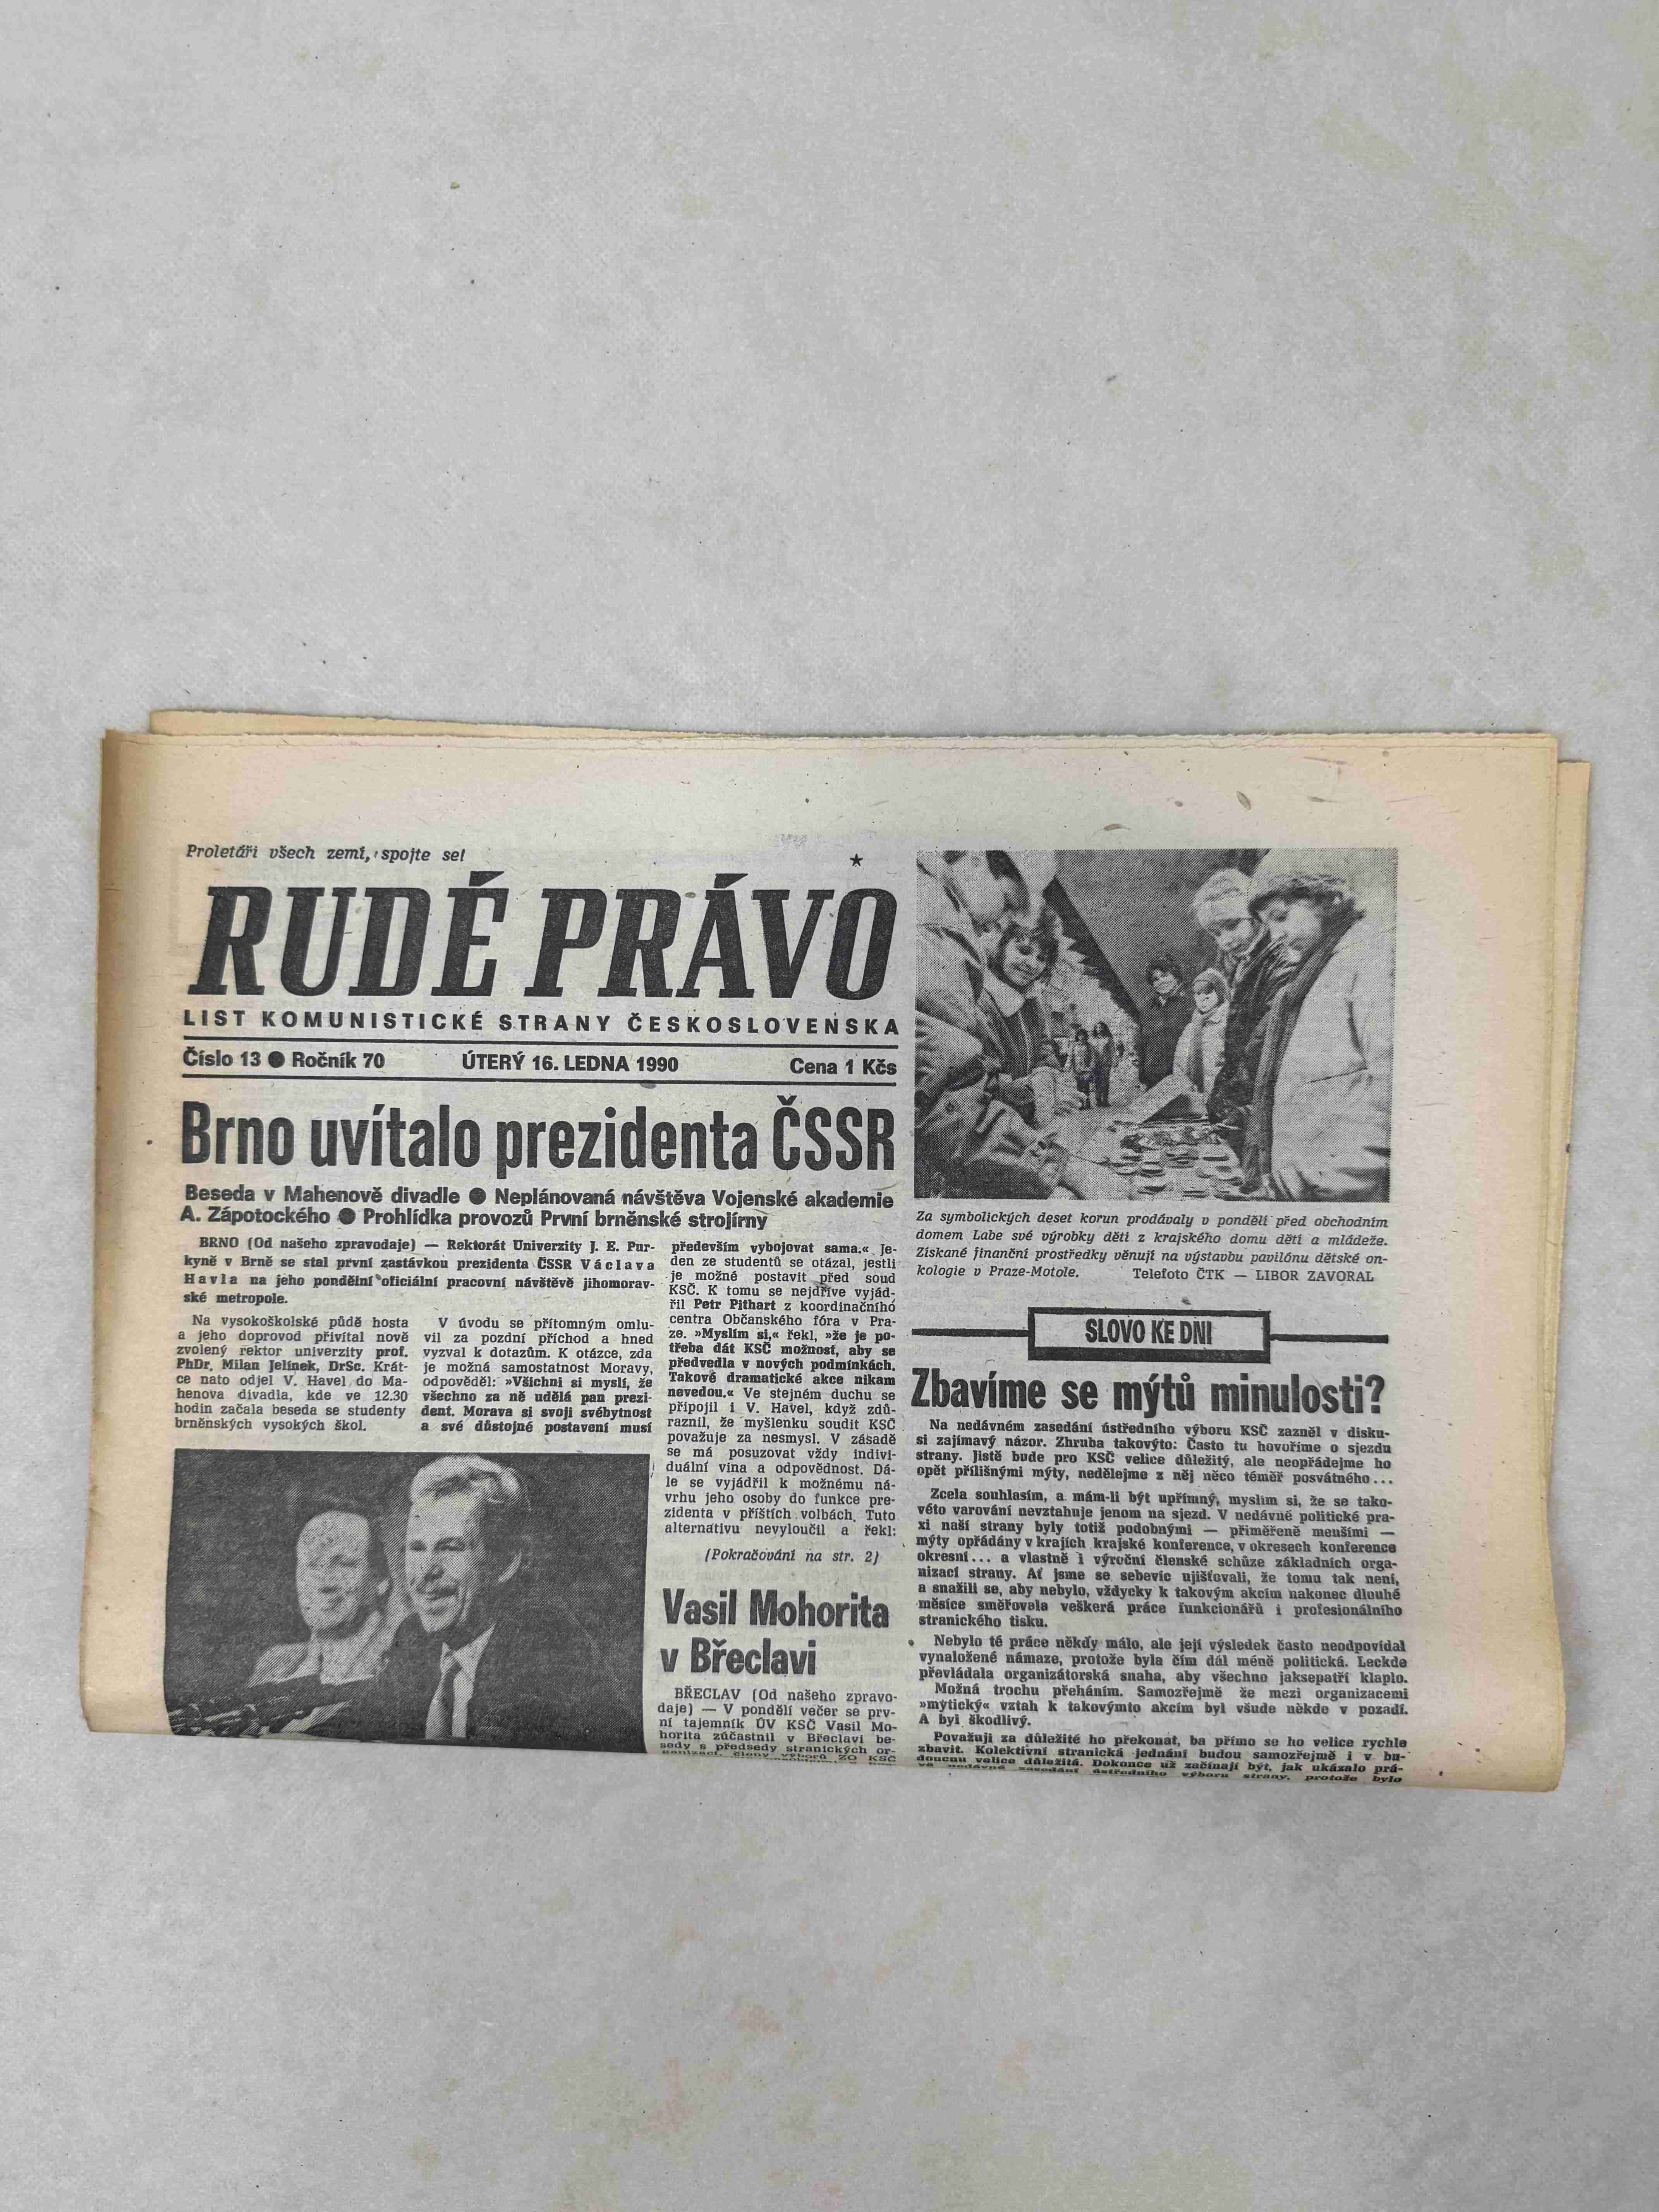 Proletáři všech zemí, spojte se!
RUDÉ PRÁVO
LIST KOMUNISTICKÉ STRANY ČESKOSLOVENSKA
Číslo 13 ● Ročník 70 ÚTERÝ 16. LEDNA 1990 Cena 1 Kčs
Brno uvítalo prezidenta ČSSR
Beseda v Mahenově divadle ● Neplánovaná návštěva Vojenské akademie
A. Zápotockého ● Prohlídka provozů První brněnské strojírny
BRNO (Od našeho zpravodaje) — Rektorát Univerzity J. E. Pur-
kyně v Brně se stal první zastávkou prezidenta ČSSR Václava
Havla na jeho pondělní oficiální pracovní návštěvě jihomorav-
ské metropole.
Na vysokoškolské půdě hosta
a jeho doprovod přivítal nově
zvolený rektor univerzity prof.
PhDr. Milan Jelínek, DrSc. Krát-
ce nato odjel V. Havel do Ma-
henova divadla, kde ve 12.30
hodin začala beseda se studenty
brněnských vysokých škol.
V úvodu se přítomným omlu-
vil za pozdní příchod a hned
vyzval k dotazům. K otázce, zda
je možná samostatnost Moravy,
odpověděl: »Všichni si myslí, že
všechno za ně udělá pan prezi-
dent. Morava si svoji svébytnost
a své důstojné postavení musí
především vybojovat sama.« Je-
den ze studentů se otázal, jestli
je možné postavit před soud
KSČ. K tomu se nejdříve vyjád-
řil Petr Pithart z koordinačního
centra Občanského fóra v Pra-
ze. »Myslím si,« řekl, »že je po-
třeba dát KSČ možnost, aby se
předvedla v nových podmínkách.
Takové dramatické akce nikam
nevedou.« Ve stejném duchu se
připojil i V. Havel, když zdů-
raznil, že myšlenku soudit KSČ
považuje za nesmysl. V zásadě
se má posuzovat vždy indivi-
duální vina a odpovědnost. Dá-
le se vyjádřil k možnému ná-
vrhu jeho osoby do funkce pre-
zidenta v příštích volbách. Tuto
alternativu nevyloučil a řekl:
(Pokračování na str. 2)
Vasil Mohorita
v Břeclavi
BŘECLAV (Od našeho zpravo-
daje) — V pondělí večer se prv-
ní tajemník ÚV KSČ Vasil Mo-
horita zúčastnil v Břeclavi be-
sedy s předsedy stranických or-
ganizací, členy výborů ZO KSČ
Za symbolických deset korun prodávaly v pondělí před obchodním
domem Labe své výrobky děti z krajského domu dětí a mládeže.
Získané finanční prostředky věnují na výstavbu pavilónu dětské on-
kologie v Praze-Motole. Telefoto ČTK — LIBOR ZAVORAL
SLOVO KE DNI
Zbavíme se mýtů minulosti?
Na nedávném zasedání ústředního výboru KSČ zazněl v disku-
si zajímavý názor. Zhruba takovýto: Často tu hovoříme o sjezdu
strany. Jistě bude pro KSČ velice důležitý, ale neopřádejme ho
opět přílišnými mýty, nedělejme z něj něco téměř posvátného...
Zcela souhlasím, a mám-li být upřímný, myslím si, že se tako-
véto varování nevztahuje jenom na sjezd. V nedávné politické pra-
xi naší strany byly totiž podobnými — přiměřeně menšími —
mýty opřádány v krajích krajské konference, v okresech konference
okresní... a vlastně i výroční členské schůze základních orga-
nizací strany. Ať jsme se sebevíc ujišťovali, že tomu tak není,
a snažili se, aby nebylo, vždycky k takovým akcím nakonec dlouhé
měsíce směřovala veškerá práce funkcionářů i profesionálního
stranického tisku.
Nebylo té práce někdy málo, ale její výsledek často neodpovídal
vynaložené námaze, protože byla čím dál méně politická. Leckde
převládala organizátorská snaha, aby všechno jaksepatří klaplo.
Možná trochu přeháním. Samozřejmě že mezi organizacemi
»mýtický« vztah k takovýmto akcím byl všude někde v pozadí.
A byl škodlivý.
Považuji za důležité ho překonat, ba přímo se ho velice rychle
zbavit. Kolektivní stranická jednání budou samozřejmě i v bu-
doucnu velice důležitá. Dokonce už začínají být, jak ukázalo prá-
vě nedávné zasedání ústředního výboru strany, protože bylo